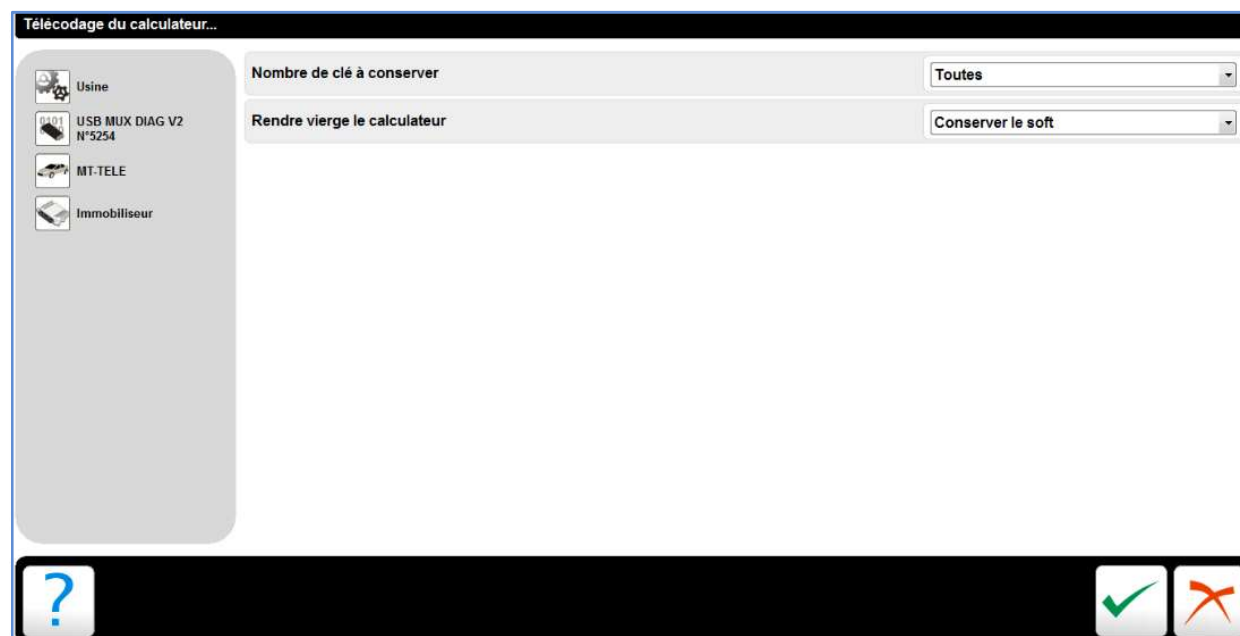 Télécodage du calculateur...
Usine
USB MUX DIAG V2
N°5254
MT-TELE
Immobiliseur
Nombre de clé à conserver
Toutes
Rendre vierge le calculateur
Conserver le soft
0101
?